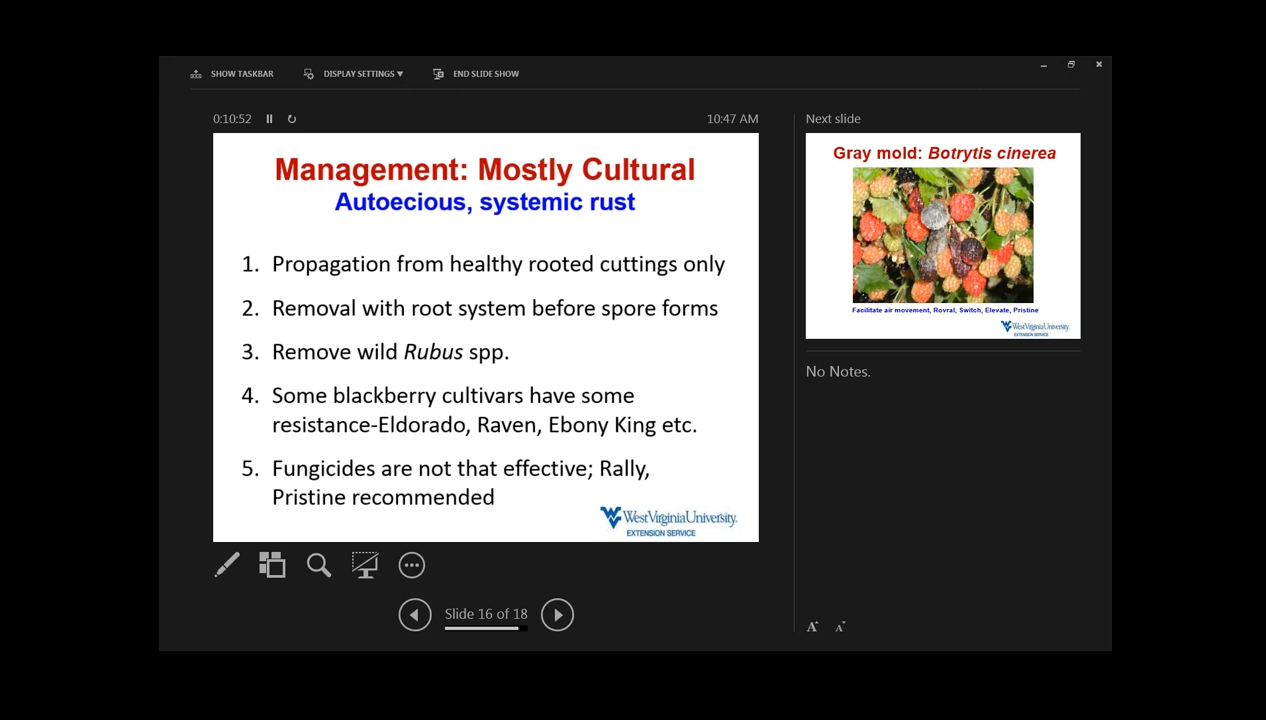 SHOW TASKBAR
DISPLAY SETTINGS ▼
END SLIDE SHOW
0:10:52
10:47 AM
Management: Mostly Cultural
Autoecious, systemic rust
1. Propagation from healthy rooted cuttings only
2. Removal with root system before spore forms
3. Remove wild Rubus spp.
4. Some blackberry cultivars have some
resistance-Eldorado, Raven, Ebony King etc.
5. Fungicides are not that effective; Rally,
Pristine recommended
WestVirginiaUniversity.
EXTENSION SERVICE
Slide 16 of 18
Next slide
Gray mold: Botrytis cinerea
Facilitate air movement, Rovral, Switch, Elevate, Pristine
WestVirginiaUniversity.
EXTENSION SERVICE
No Notes.
A A